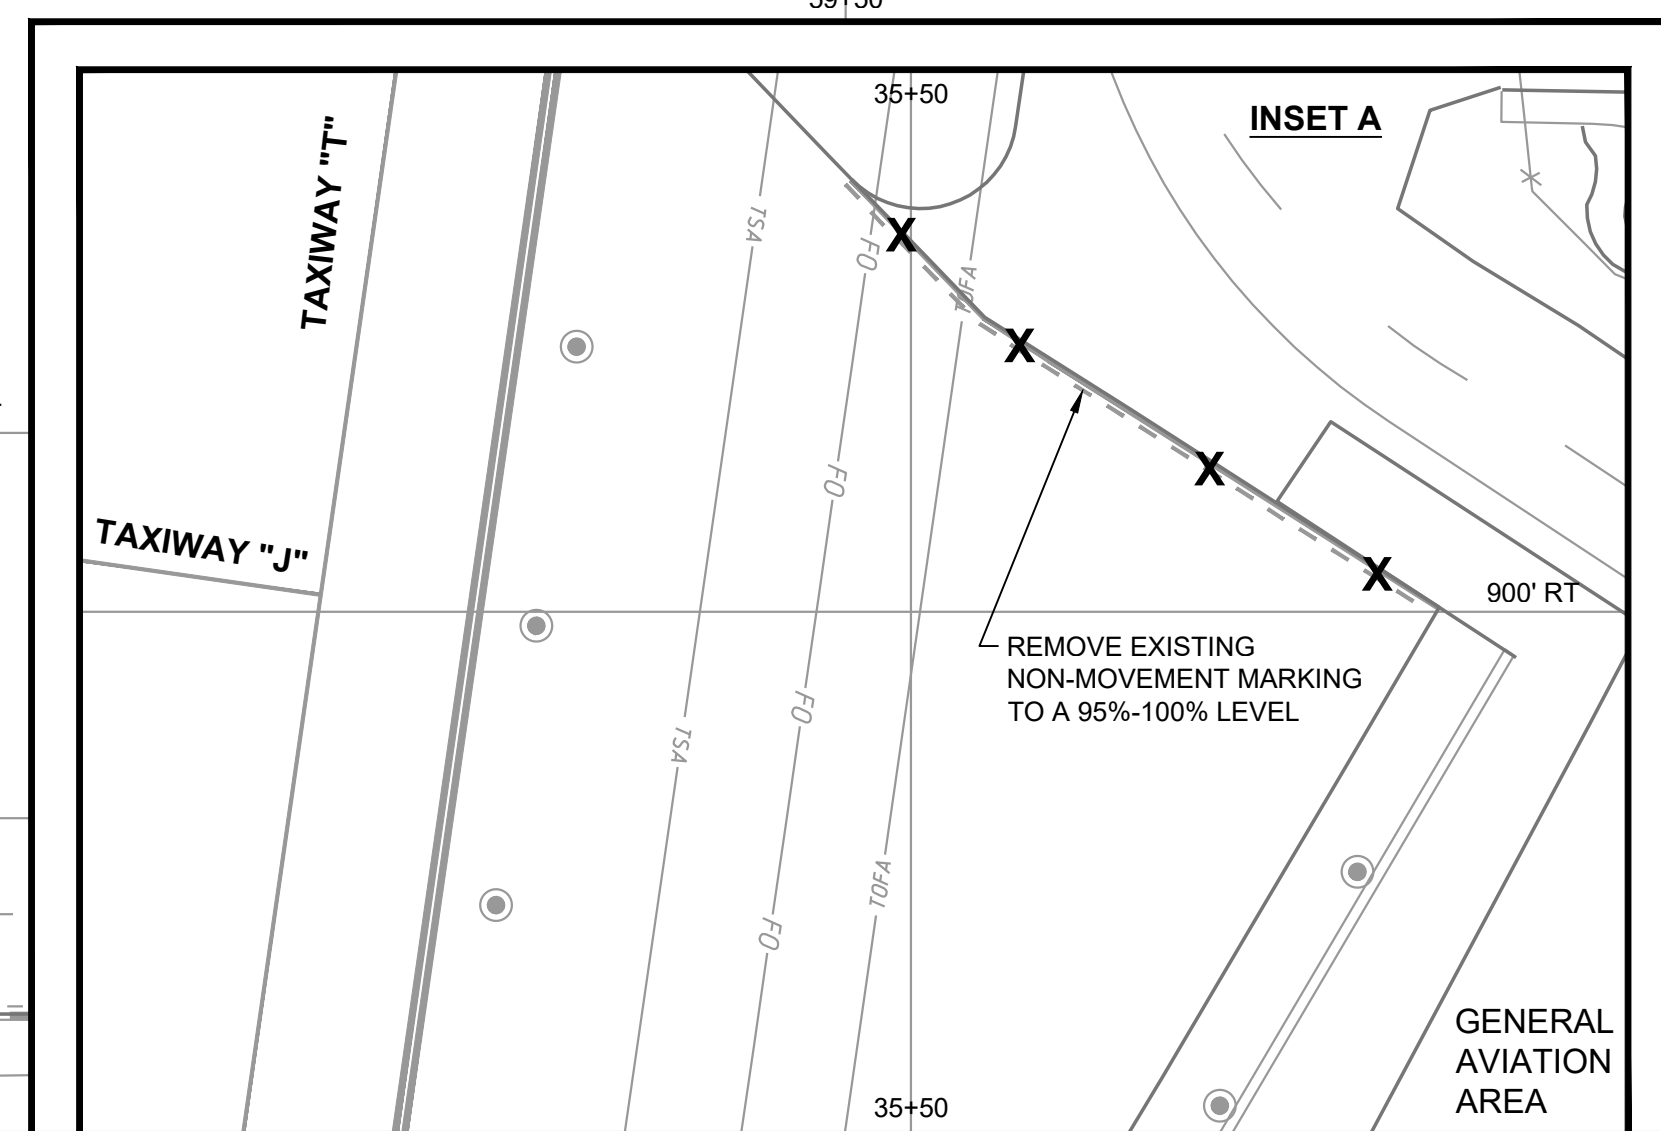 35+50
INSET A
TAXIWAY "T"
TSA
FO
TOFA
FO
TAXIWAY "J"
900' RT
REMOVE EXISTING
NON-MOVEMENT MARKING
TO A 95%-100% LEVEL
FO
TSA
TOFA
FO
GENERAL
AVIATION
AREA
35+50
X
X
X
X